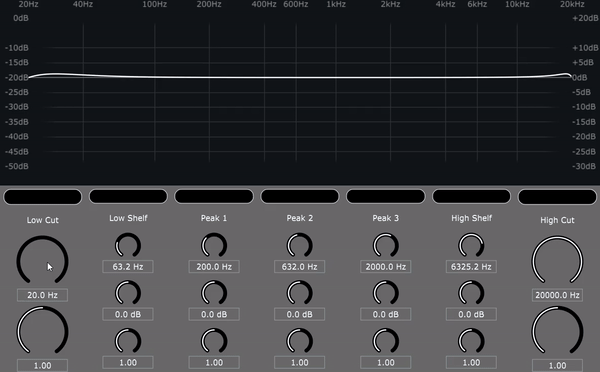 20Hz 40Hz 100Hz 200Hz 400Hz 600Hz 1kHz 2kHz 4kHz 6kHz 10kHz 20kHz
0dB +20dB
-10dB +10dB
-15dB +5dB
-20dB 0dB
-25dB -5dB
-30dB -10dB
-35dB -15dB
-40dB -20dB
-45dB -25dB
-50dB -30dB
Low Cut Low Shelf Peak 1 Peak 2 Peak 3 High Shelf High Cut
63.2 Hz 200.0 Hz 632.0 Hz 2000.0 Hz 6325.2 Hz
20.0 Hz 20000.0 Hz
0.0 dB 0.0 dB 0.0 dB 0.0 dB 0.0 dB
1.00 1.00 1.00 1.00 1.00 1.00 1.00